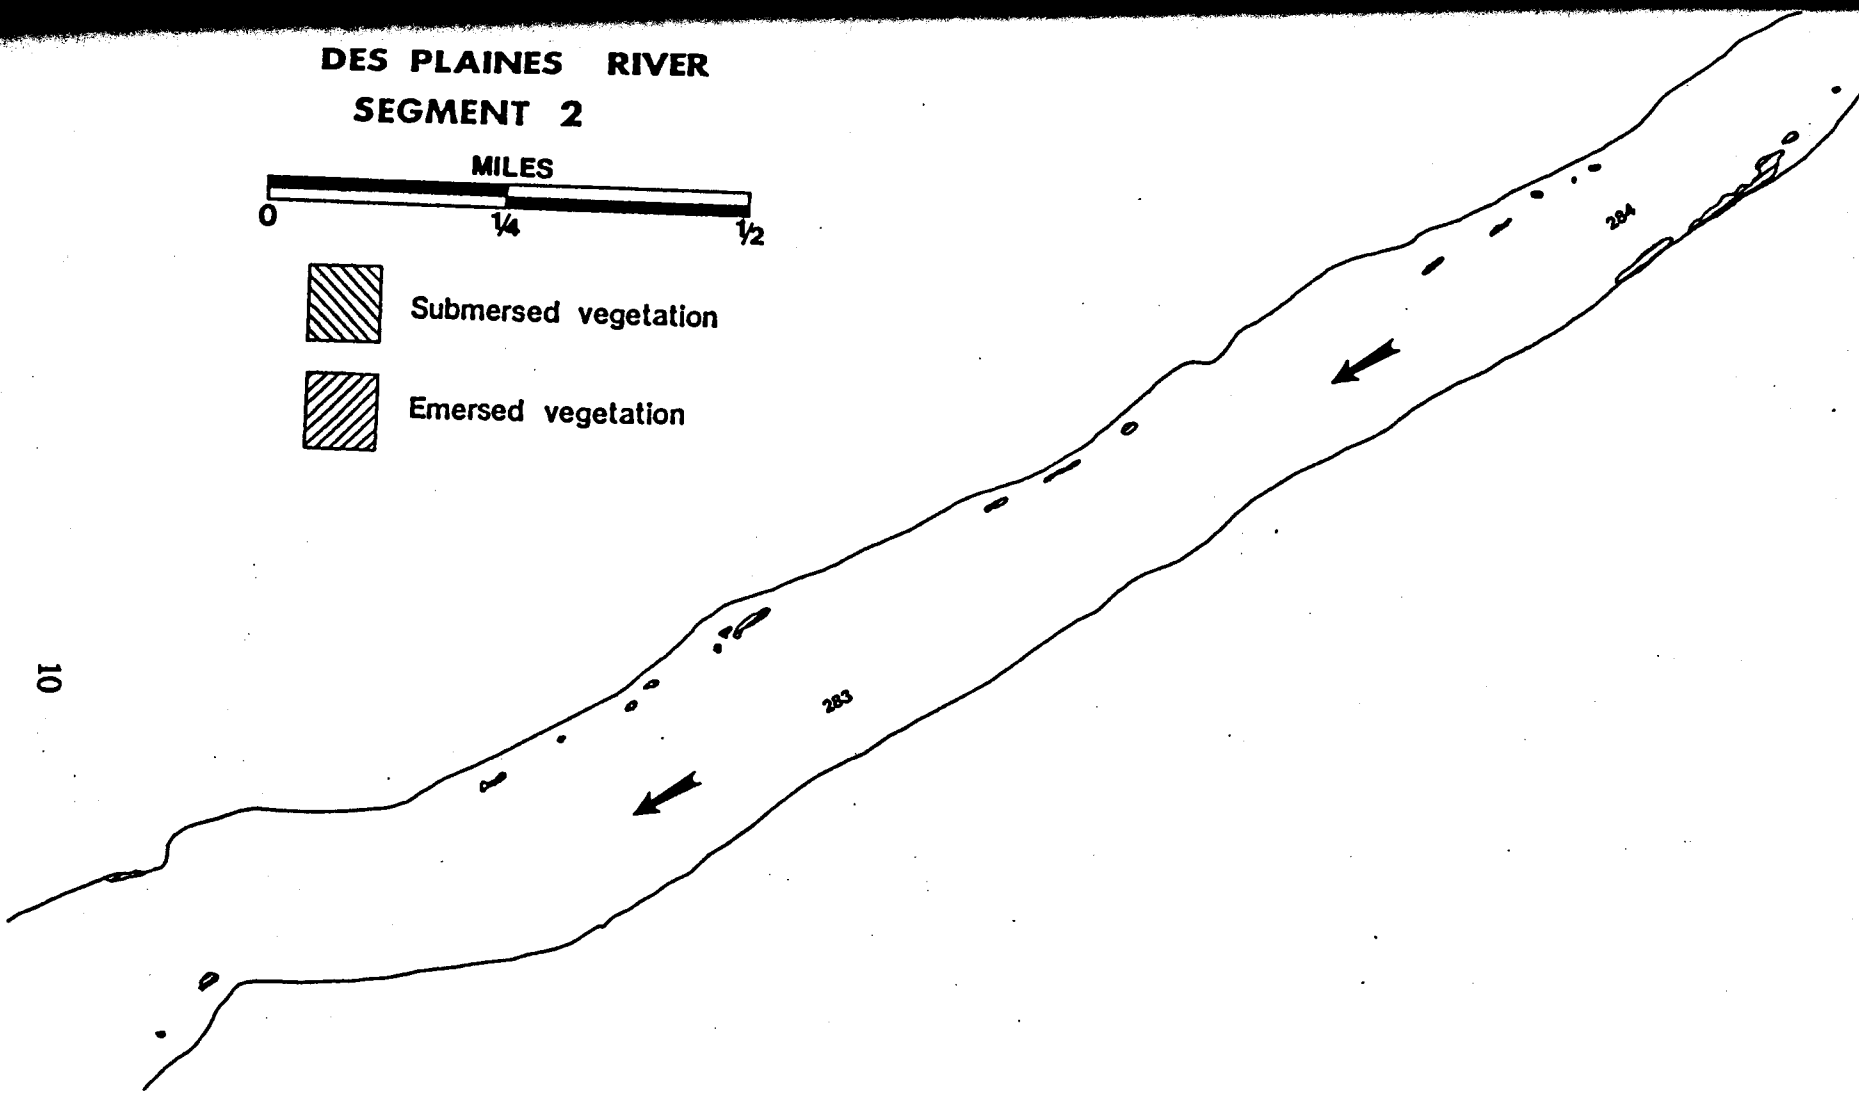 DES PLAINES RIVER
SEGMENT 2
MILES
0 1/4 1/2
Submersed vegetation
Emersed vegetation
284
283
10